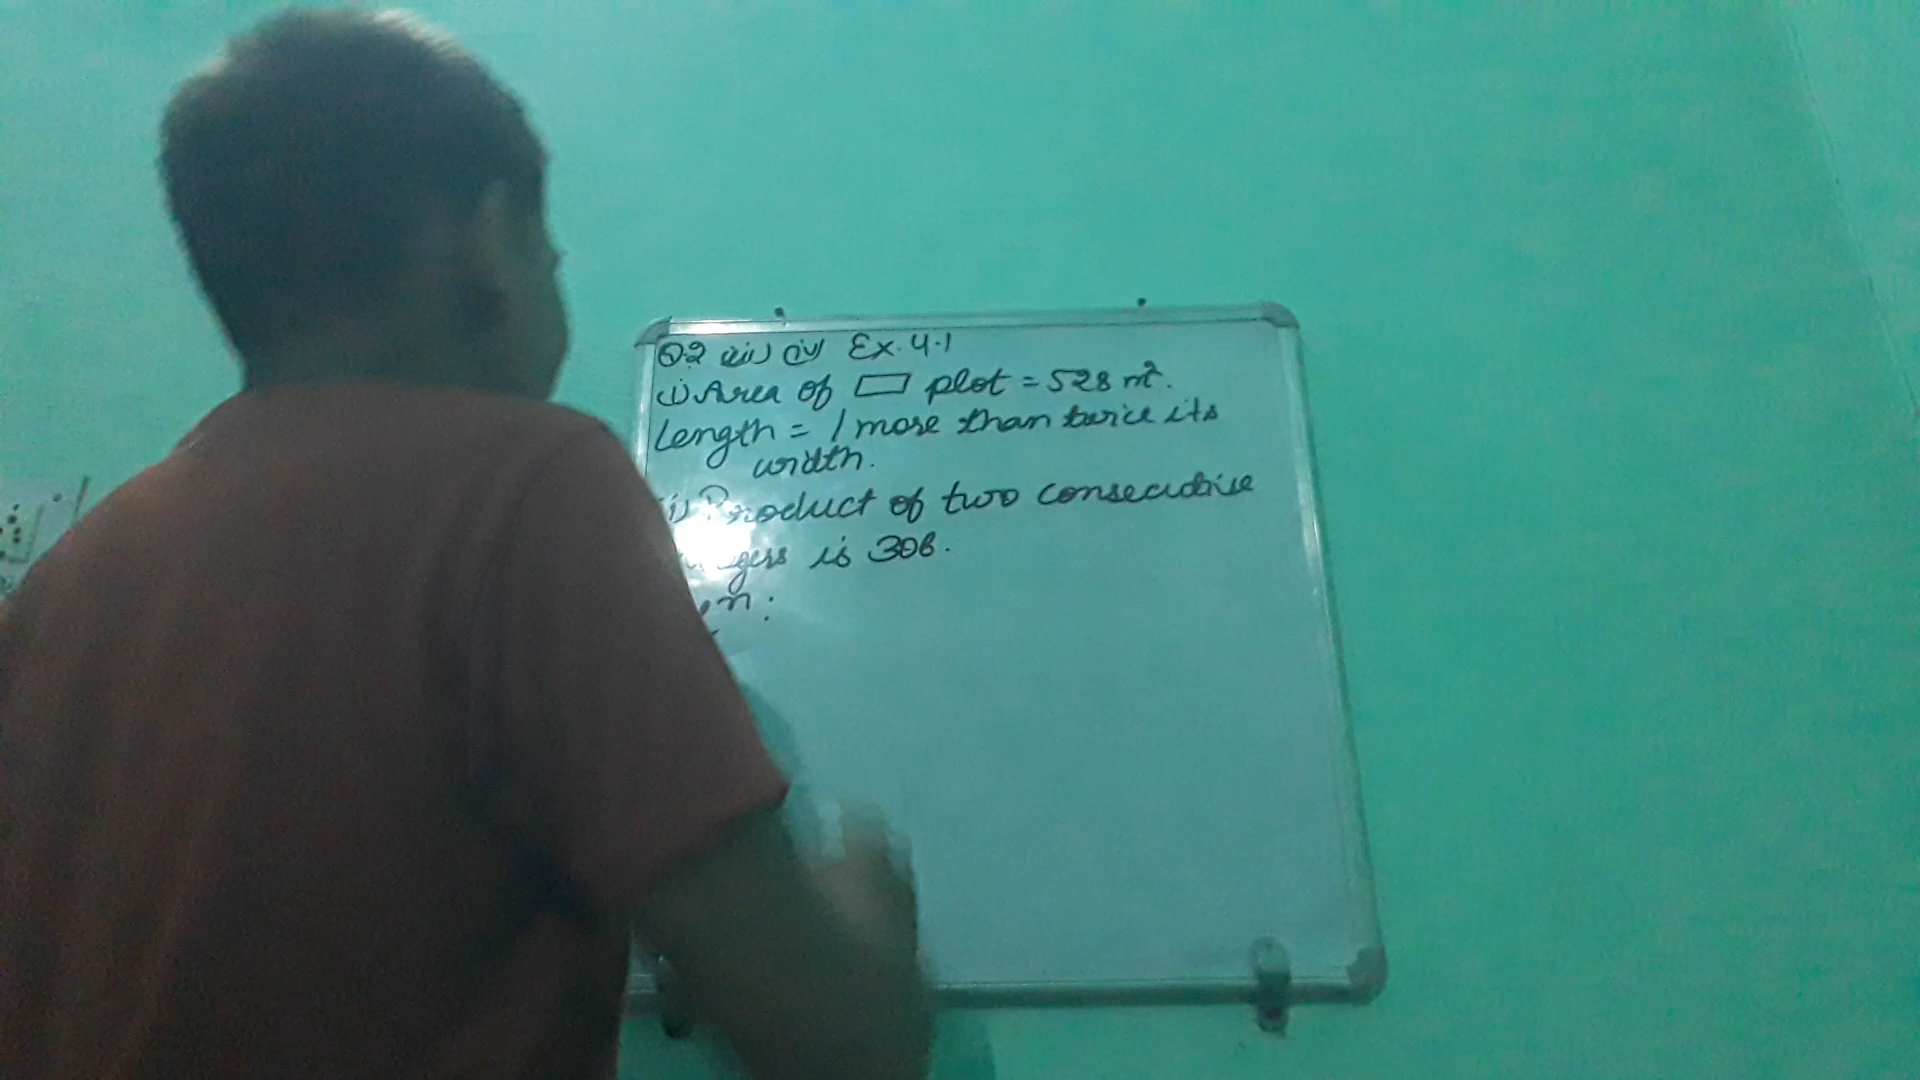 Q.2 (iii) (iv) Ex. 4.1
(i) Area of ▭ plot = 528 m².
Length = 1 more than twice its
width.
Product of two consecutive
is 306.